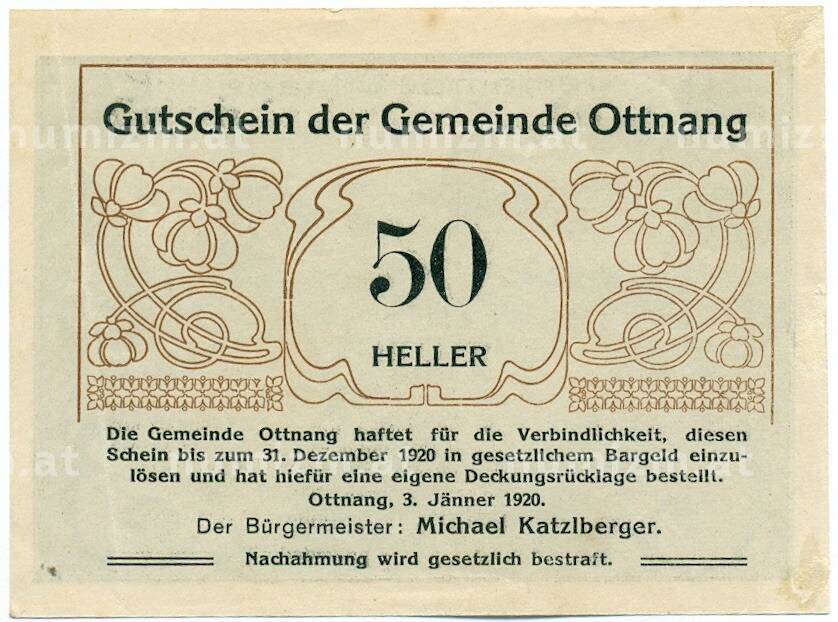 Gutschein der Gemeinde Ottnang
50
HELLER
Die Gemeinde Ottnang haftet für die Verbindlichkeit, diesen
Schein bis zum 31. Dezember 1920 in gesetzlichem Bargeld einzu-
lösen und hat hiefür eine eigene Deckungsrücklage bestellt.
Ottnang, 3. Jänner 1920.
Der Bürgermeister: Michael Katzlberger.
Nachahmung wird gesetzlich bestraft.
numizm.at